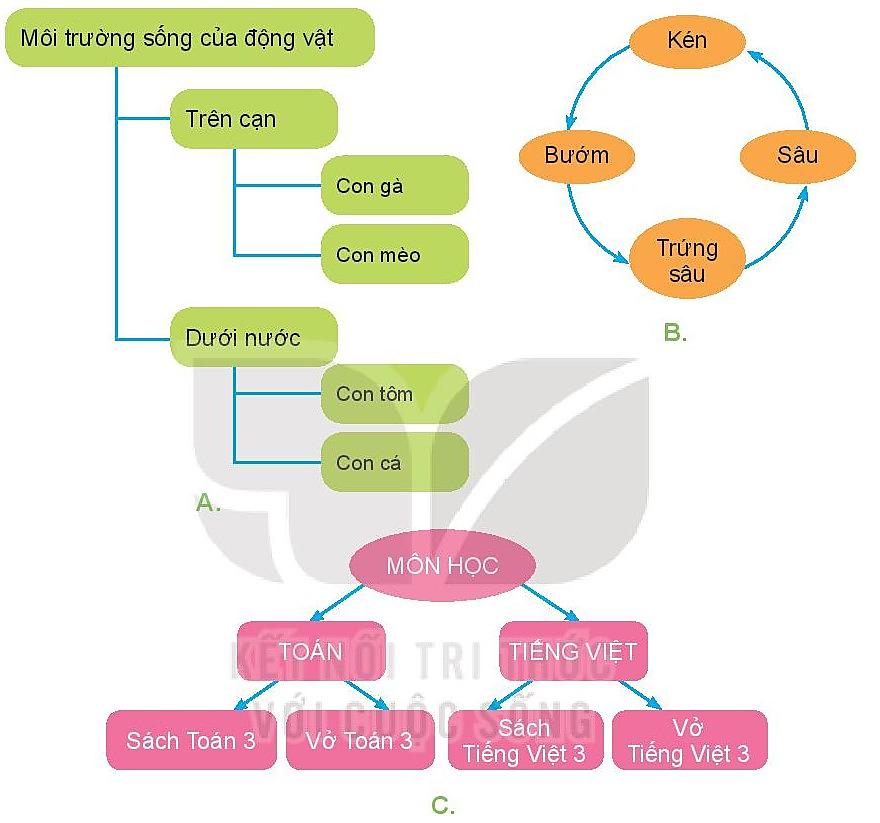 Môi trường sống của động vật
Trên cạn
Con gà
Con mèo
Dưới nước
Con tôm
Con cá
A.
Kén
Bướm
Sâu
Trứng
sâu
B.
MÔN HỌC
TOÁN
TIẾNG VIỆT
Sách Toán 3
Vở Toán 3
Sách
Tiếng Việt 3
Vở
Tiếng Việt 3
KẾT NỐI TRI THỨC
VỚI CUỘC SỐNG
C.